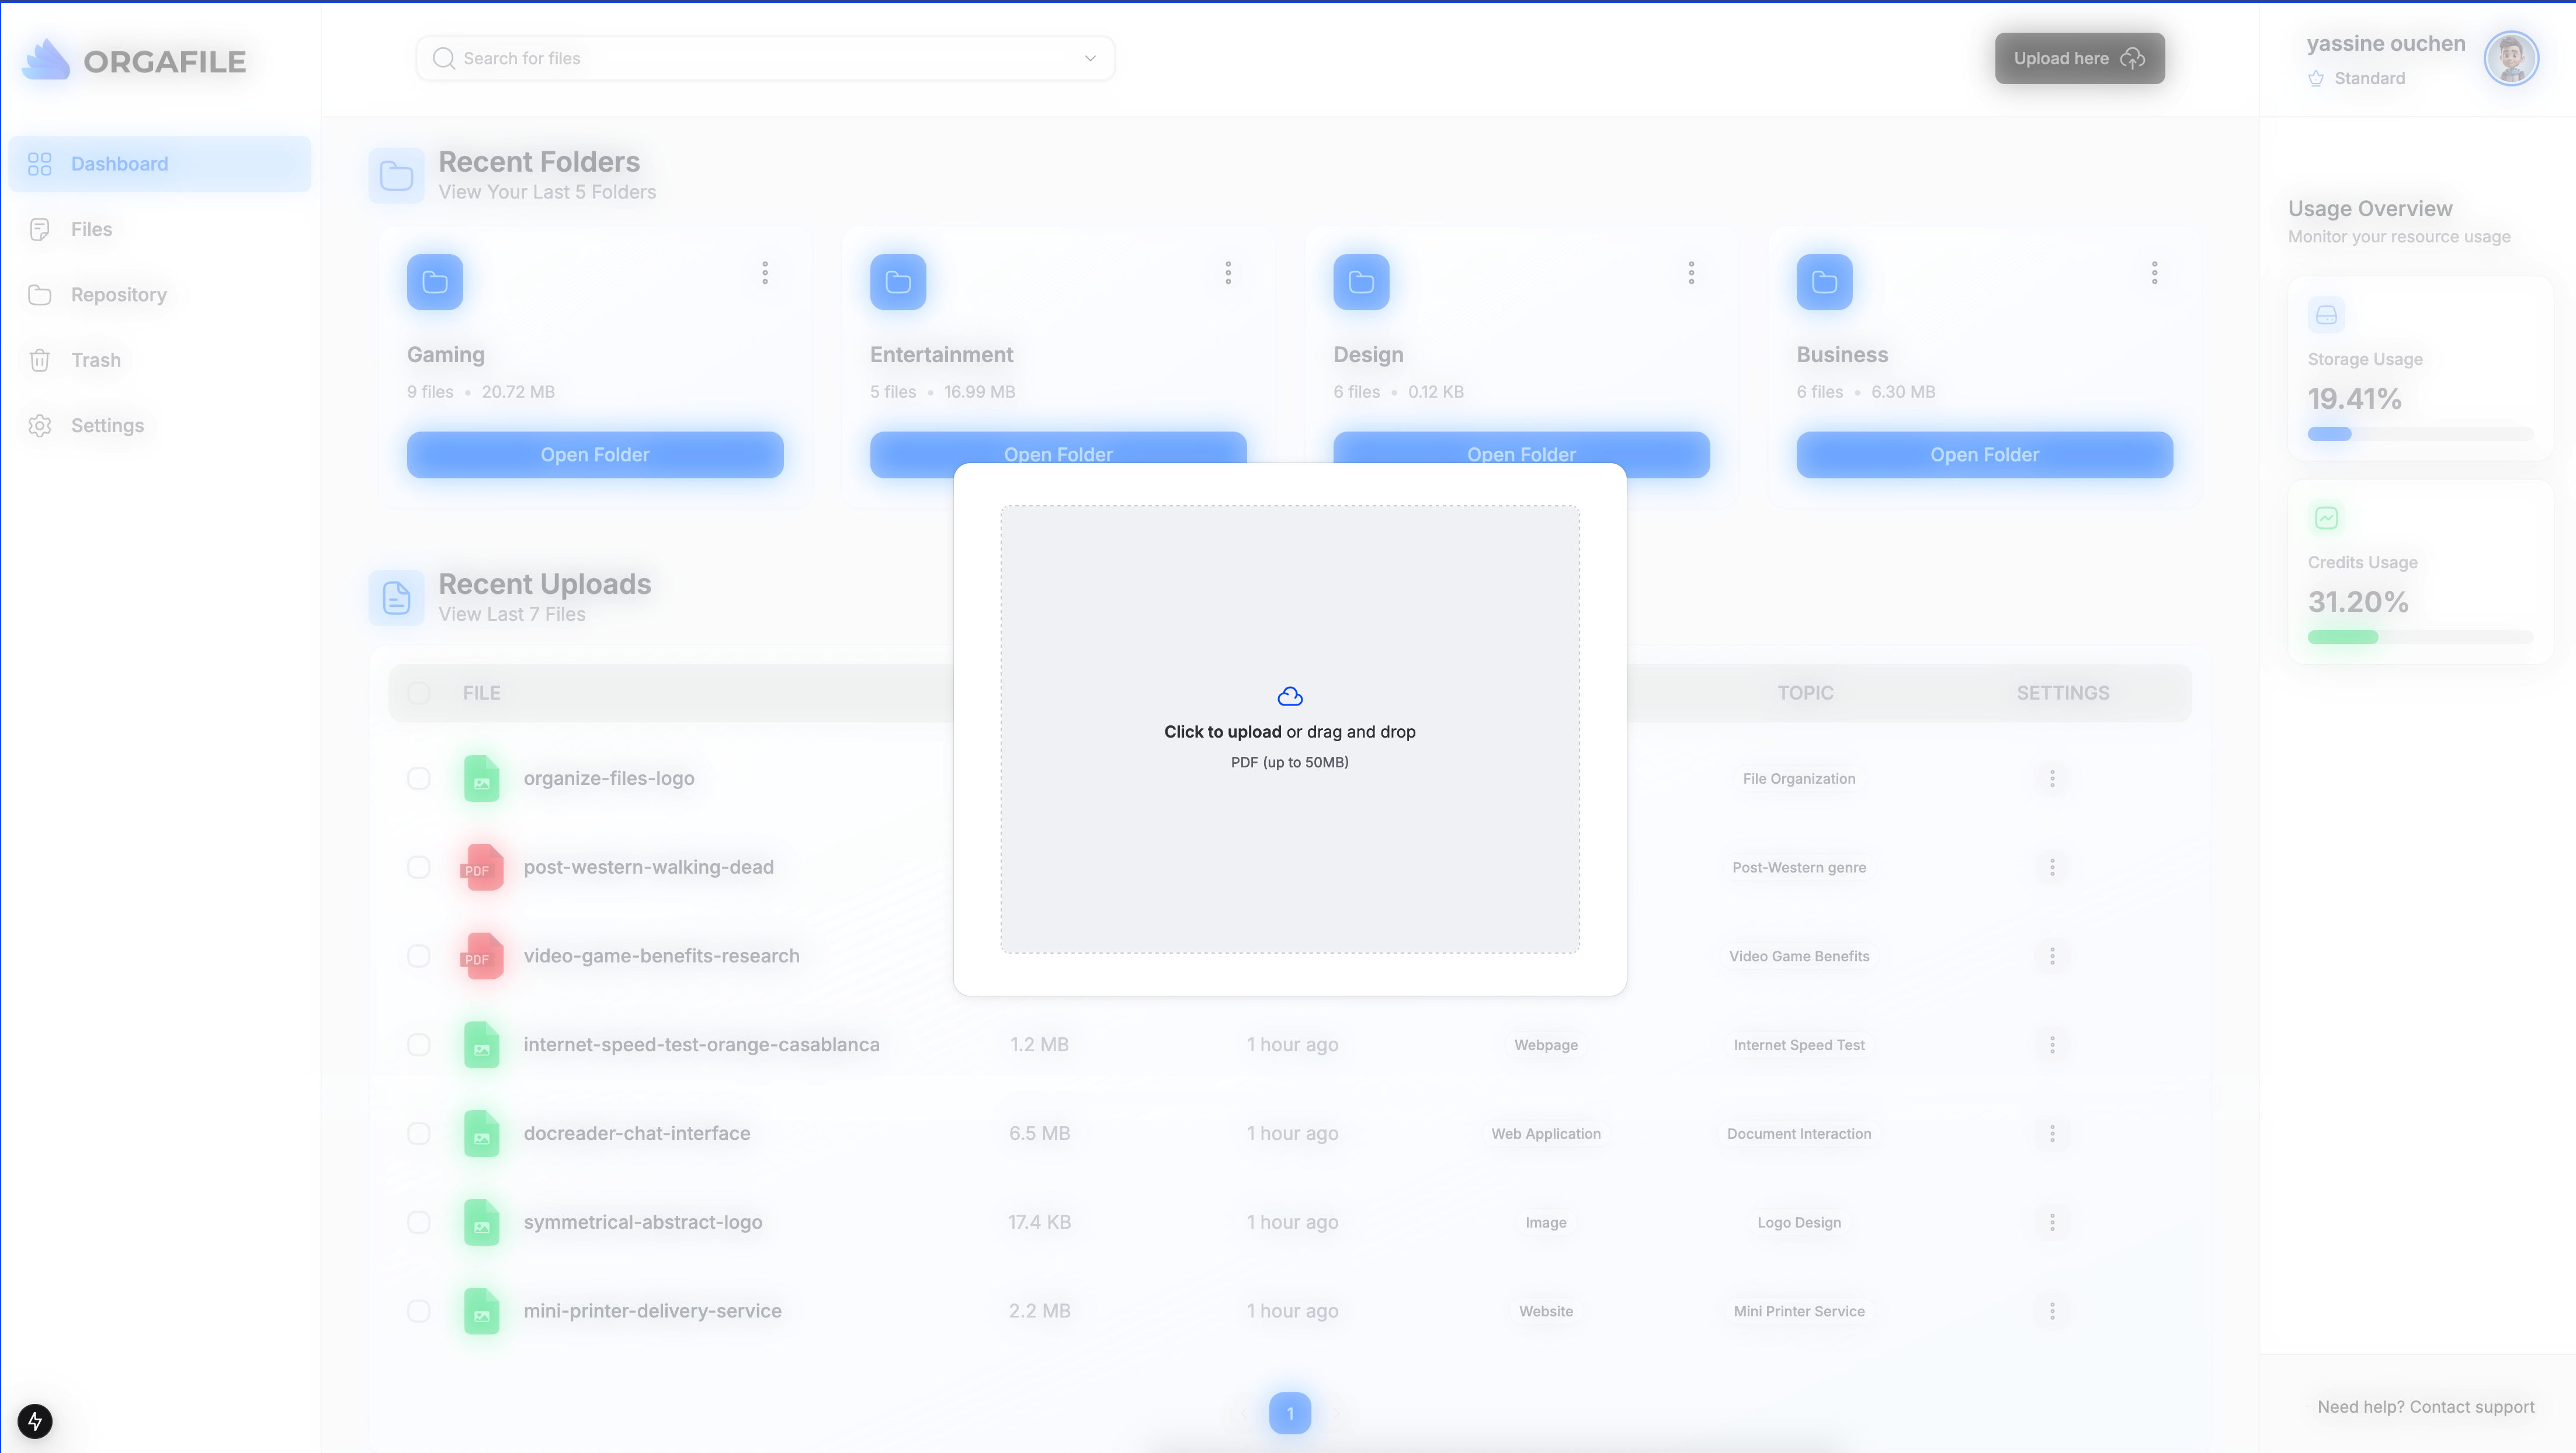 ORGAFILE
Search for files
Upload here
yassine ouchen
Standard
Dashboard
Files
Repository
Trash
Settings
Recent Folders
View Your Last 5 Folders
Gaming
9 files • 20.72 MB
Open Folder
Entertainment
5 files • 16.99 MB
Open Folder
Design
6 files • 0.12 KB
Open Folder
Business
6 files • 6.30 MB
Open Folder
Usage Overview
Monitor your resource usage
Storage Usage
19.41%
Credits Usage
31.20%
Recent Uploads
View Last 7 Files
FILE TOPIC SETTINGS
organize-files-logo File Organization
PDF post-western-walking-dead Post-Western genre
PDF video-game-benefits-research Video Game Benefits
internet-speed-test-orange-casablanca 1.2 MB 1 hour ago Webpage Internet Speed Test
docreader-chat-interface 6.5 MB 1 hour ago Web Application Document Interaction
symmetrical-abstract-logo 17.4 KB 1 hour ago Image Logo Design
mini-printer-delivery-service 2.2 MB 1 hour ago Website Mini Printer Service
Click to upload or drag and drop
PDF (up to 50MB)
1
Need help? Contact support